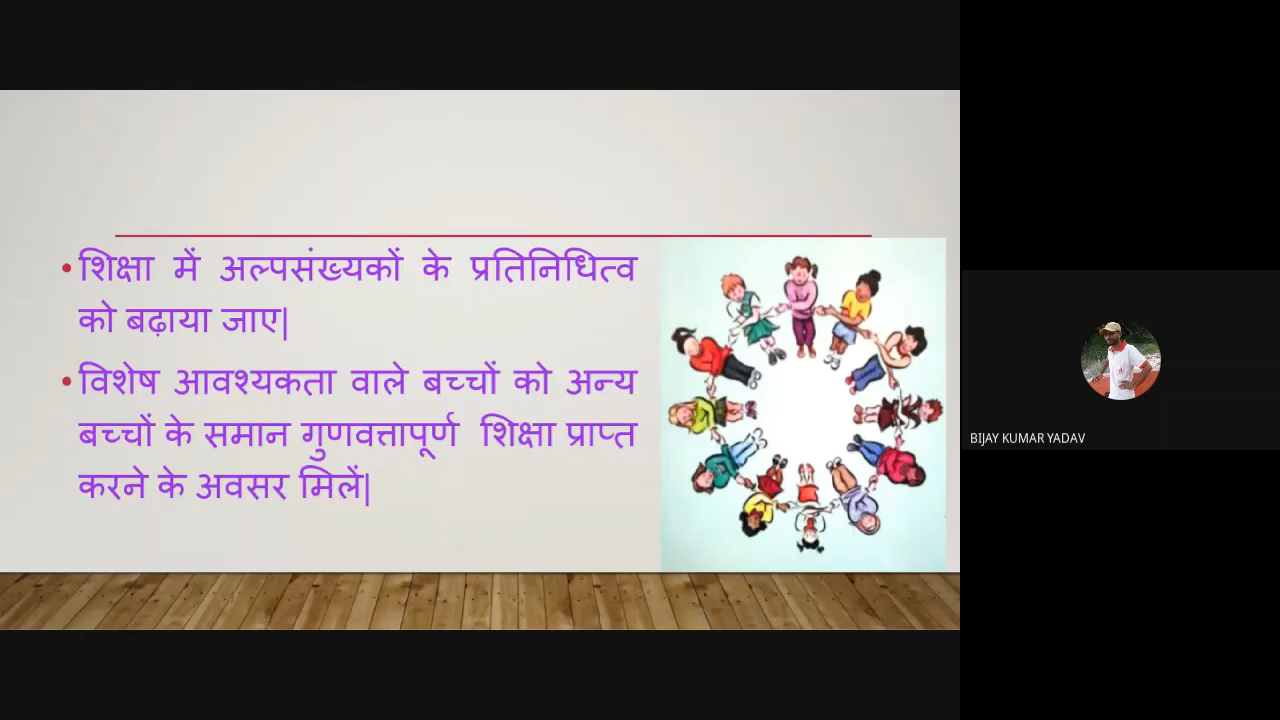 • शिक्षा में अल्पसंख्यकों के प्रतिनिधित्व
को बढ़ाया जाए|
• विशेष आवश्यकता वाले बच्चों को अन्य
बच्चों के समान गुणवत्तापूर्ण शिक्षा प्राप्त
करने के अवसर मिलें|
BIJAY KUMAR YADAV